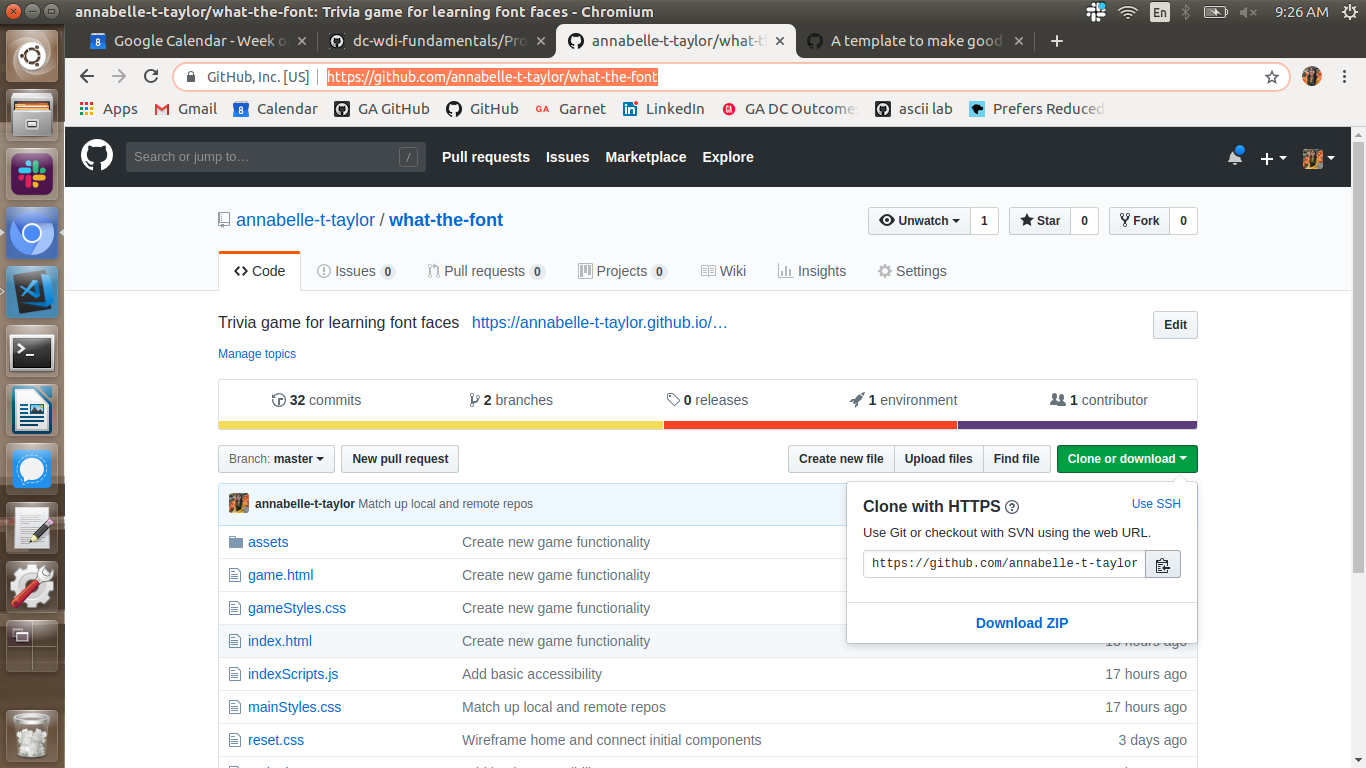 annabelle-t-taylor/what-the-font: Trivia game for learning font faces - Chromium
En
9:26 AM
Google Calendar - Week o
dc-wdi-fundamentals/Pro
annabelle-t-taylor/what-t
A template to make good
GitHub, Inc. [US]
https://github.com/annabelle-t-taylor/what-the-font
Apps
Gmail
8
Calendar
GA GitHub
GitHub
GA
Garnet
LinkedIn
GA DC Outcome
ascii lab
Prefers Reduced
Search or jump to…
/
Pull requests
Issues
Marketplace
Explore
annabelle-t-taylor / what-the-font
Unwatch
1
Star
0
Fork
0
Code
Issues 0
Pull requests 0
Projects 0
Wiki
Insights
Settings
Trivia game for learning font faces
https://annabelle-t-taylor.github.io/…
Edit
Manage topics
32 commits
2 branches
0 releases
1 environment
1 contributor
Branch: master
New pull request
Create new file
Upload files
Find file
Clone or download
annabelle-t-taylor Match up local and remote repos
Clone with HTTPS
Use SSH
Use Git or checkout with SVN using the web URL.
https://github.com/annabelle-t-taylor
Download ZIP
assets
Create new game functionality
game.html
Create new game functionality
gameStyles.css
Create new game functionality
index.html
Create new game functionality
indexScripts.js
Add basic accessibility
17 hours ago
mainStyles.css
Match up local and remote repos
17 hours ago
reset.css
Wireframe home and connect initial components
3 days ago